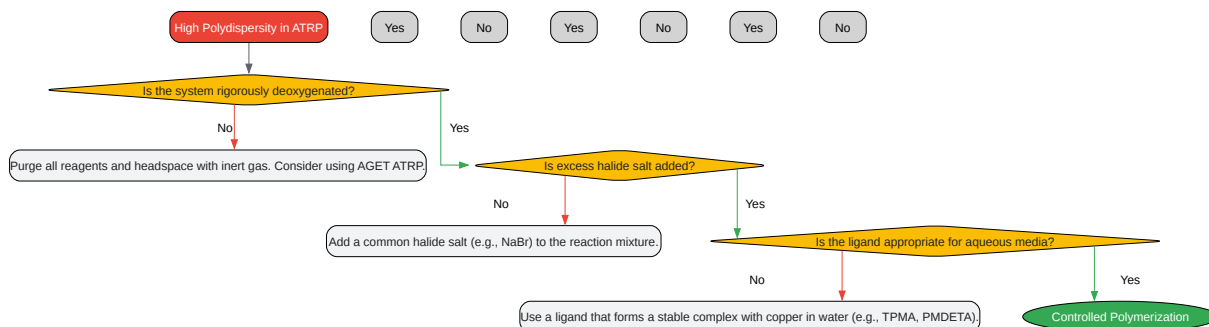 High Polydispersity in ATRP
Yes
No
Yes
No
Yes
No
Is the system rigorously deoxygenated?
No
Yes
Purge all reagents and headspace with inert gas. Consider using AGET ATRP.
Is excess halide salt added?
No
Yes
Add a common halide salt (e.g., NaBr) to the reaction mixture.
Is the ligand appropriate for aqueous media?
No
Yes
Use a ligand that forms a stable complex with copper in water (e.g., TPMA, PMDETA).
Controlled Polymerization